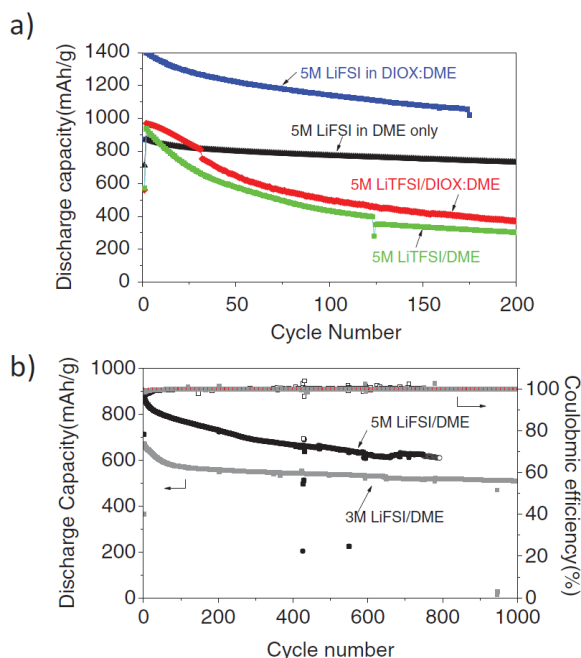 a)
1400
1200
1000
800
600
400
200
0
Discharge capacity(mAh/g)
5M LiFSI in DIOX:DME
5M LiFSI in DME only
5M LiTFSI/DIOX:DME
5M LiTFSI/DME
0 50 100 150 200
Cycle Number
b)
1000
800
600
400
200
0
Discharge Capacity(mAh/g)
5M LiFSI/DME
3M LiFSI/DME
100
80
60
40
20
0
Coulobmic efficiency(%)
0 200 400 600 800 1000
Cycle number